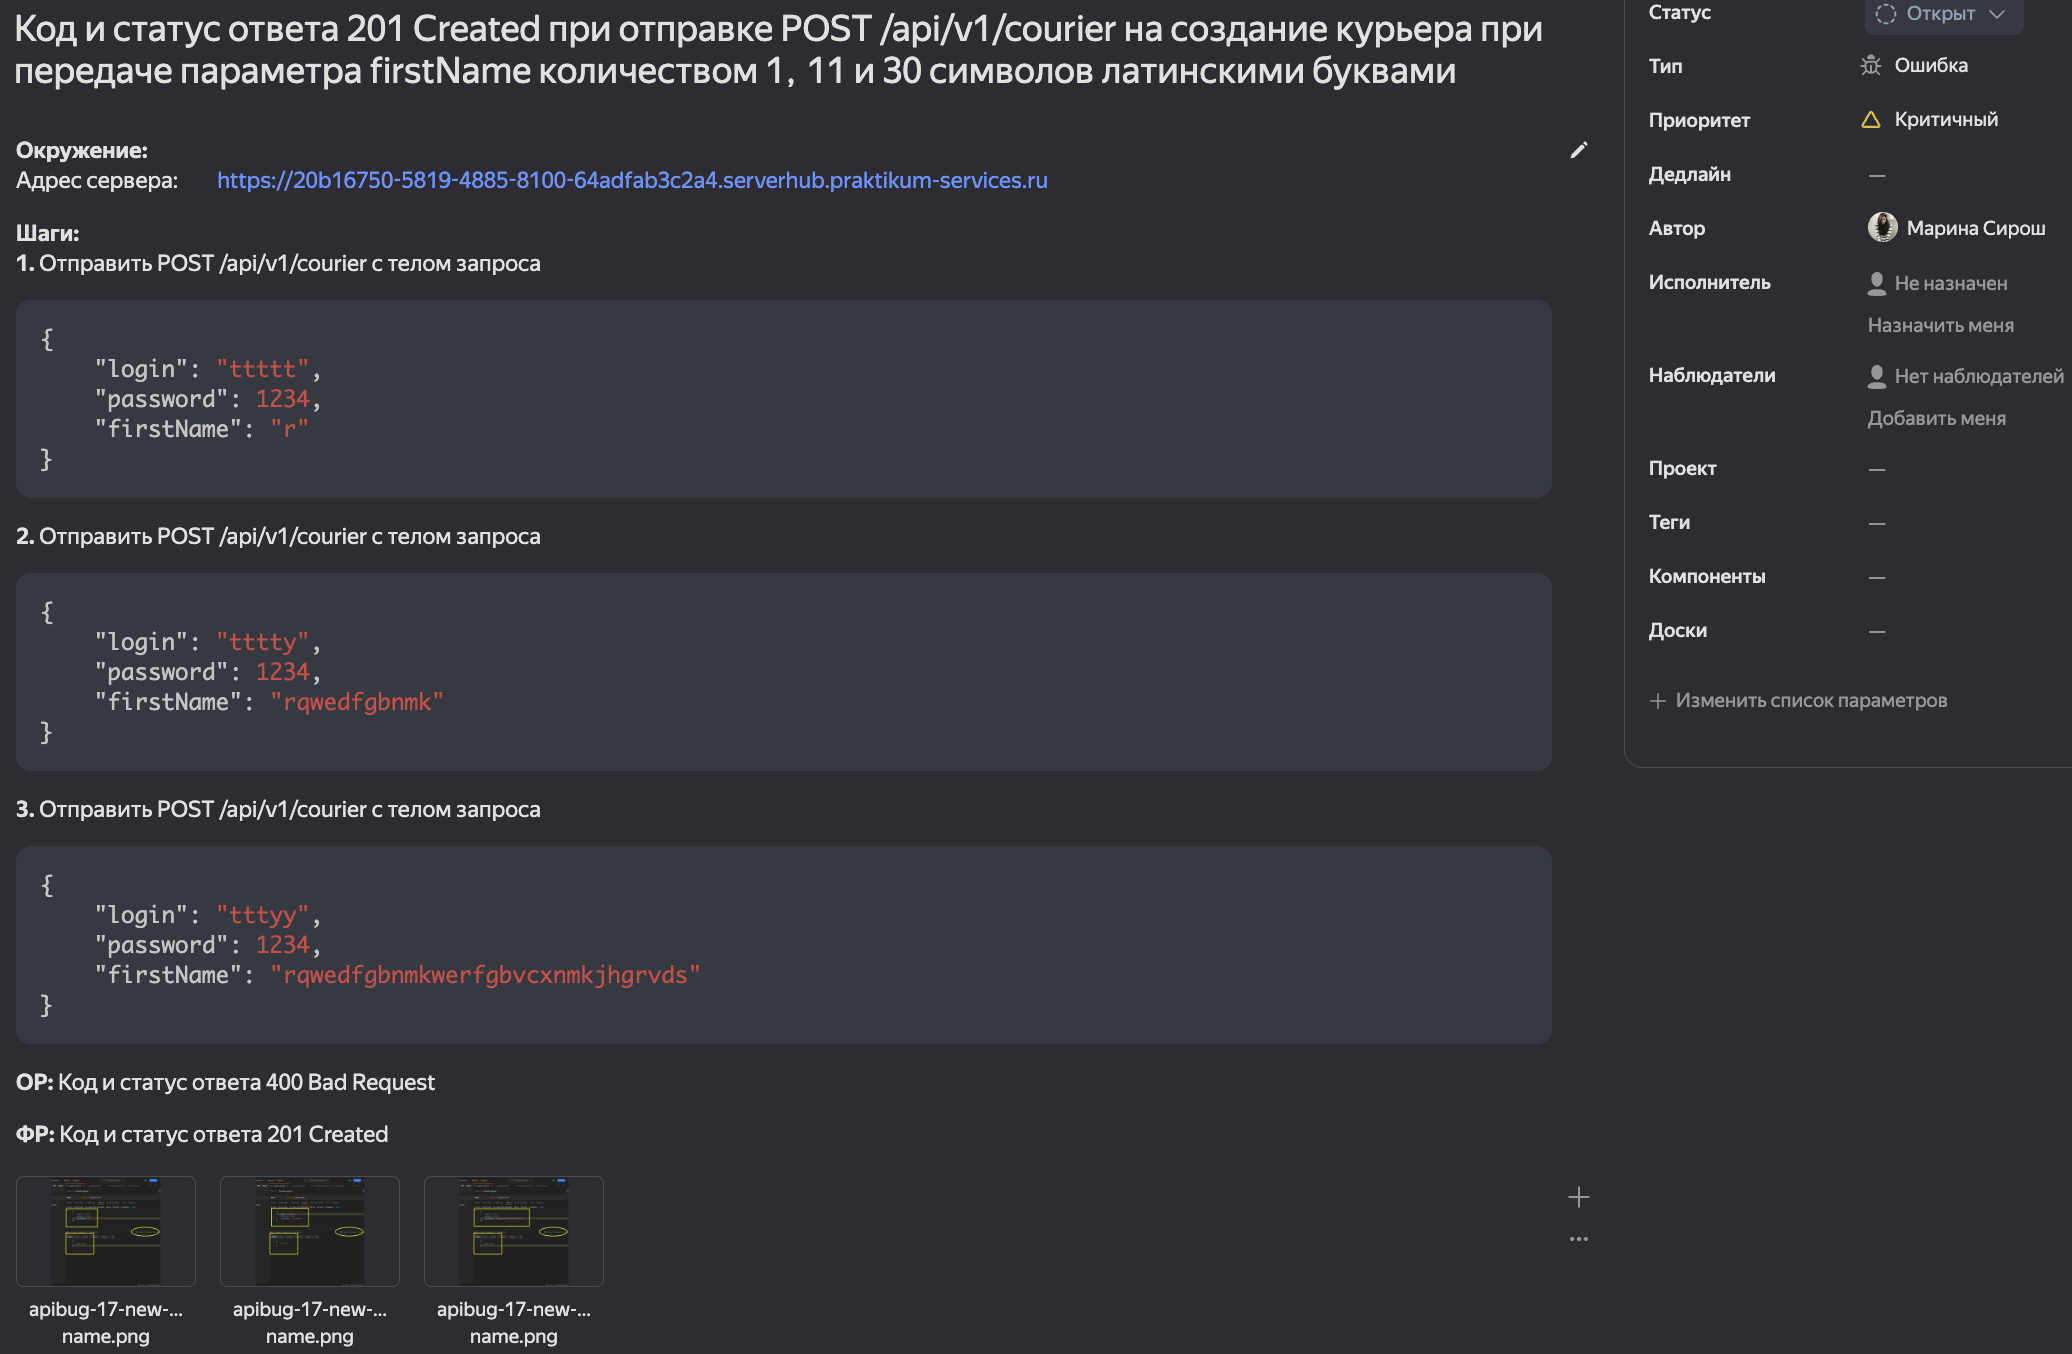 Код и статус ответа 201 Created при отправке POST /api/v1/courier на создание курьера при
передаче параметра firstName количеством 1, 11 и 30 символов латинскими буквами
Окружение:
Адрес сервера: https://20b16750-5819-4885-8100-64adfab3c2a4.serverhub.praktikum-services.ru
Шаги:
1. Отправить POST /api/v1/courier с телом запроса
{
"login": "ttttt",
"password": 1234,
"firstName": "r"
}
2. Отправить POST /api/v1/courier с телом запроса
{
"login": "tttty",
"password": 1234,
"firstName": "rqwedfgbnmk"
}
3. Отправить POST /api/v1/courier с телом запроса
{
"login": "tttyy",
"password": 1234,
"firstName": "rqwedfgbnmkwerfgbvcxnmkjhgrvds"
}
ОР: Код и статус ответа 400 Bad Request
ФР: Код и статус ответа 201 Created
apibug-17-new-...
name.png
apibug-17-new-...
name.png
apibug-17-new-...
name.png
Статус Открыт
Тип Ошибка
Приоритет Критичный
Дедлайн —
Автор Марина Сирош
Исполнитель Не назначен
Назначить меня
Наблюдатели Нет наблюдателей
Добавить меня
Проект —
Теги —
Компоненты —
Доски —
+ Изменить список параметров